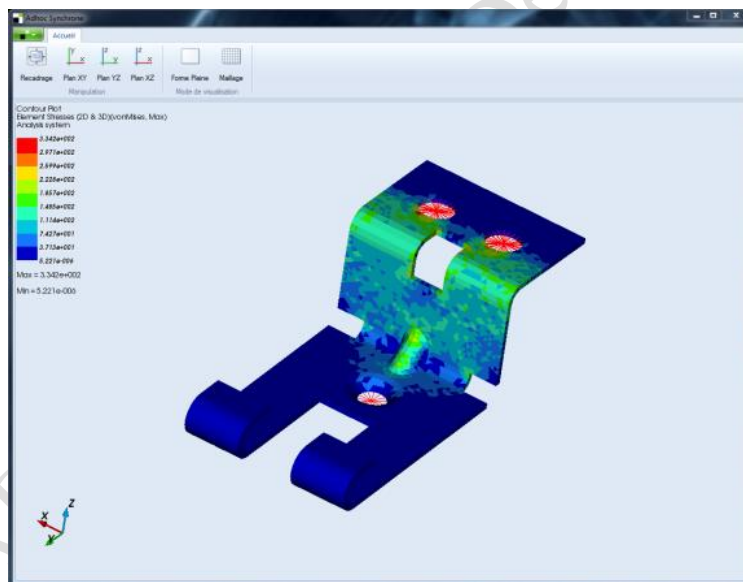 Adhoc Synchrone
Accueil
Recadrage Plan XY Plan YZ Plan XZ Forme Pleine Maillage
Manipulation Mode de visualisation
Contour Plot
Element Stresses (2D & 3D)(vonMises, Max)
Analysis system
3.342e+002
2.971e+002
2.599e+002
2.228e+002
1.857e+002
1.485e+002
1.114e+002
7.427e+001
3.713e+001
5.221e-006
Max = 3.342e+002
Min = 5.221e-006
Z
X
Y